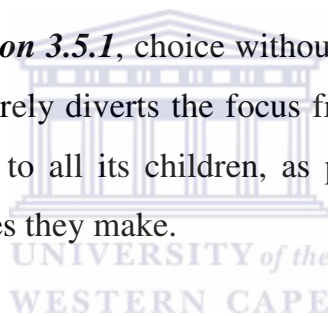 on 3.5.1, choice withou
rely diverts the focus fr
to all its children, as p
es they make.
UNIVERSITY of the
WESTERN CAPE